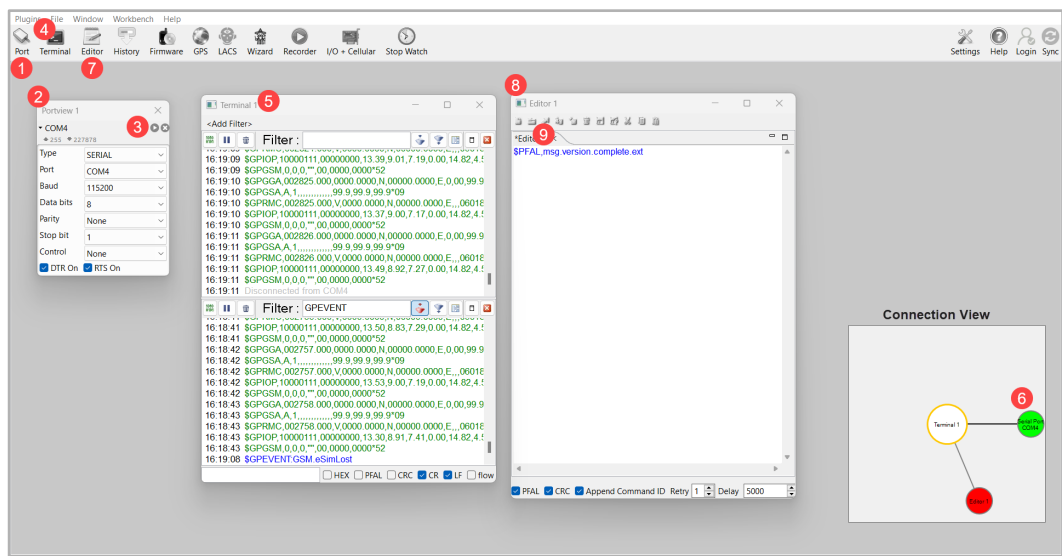 Plugins File Window Workbench Help
4
Port Terminal Editor History Firmware GPS LACS Wizard Recorder I/O + Cellular Stop Watch Settings Help Login Sync
1
7
2
Portview 1
3
COM4
255 227878
Type SERIAL
Port COM4
Baud 115200
Data bits 8
Parity None
Stop bit 1
Control None
DTR On RTS On
Terminal 1
5
<Add Filter>
Filter :
16:19:09 $GPIOP,10000111,00000000,13.39,9.01,7.19,0.00,14.82,4.5
16:19:09 $GPGSM,0,0,0,"",00,0000,0000*52
16:19:10 $GPGGA,002825.000,0000.0000,N,00000.0000,E,0,00,99.9
16:19:10 $GPGSA,A,1,,,,,,,,,,,,,99.9,99.9,99.9*09
16:19:10 $GPRMC,002825.000,V,0000.0000,N,00000.0000,E,,,06018
16:19:10 $GPIOP,10000111,00000000,13.37,9.00,7.17,0.00,14.82,4.5
16:19:10 $GPGSM,0,0,0,"",00,0000,0000*52
16:19:11 $GPGGA,002826.000,0000.0000,N,00000.0000,E,0,00,99.9
16:19:11 $GPGSA,A,1,,,,,,,,,,,,,99.9,99.9,99.9*09
16:19:11 $GPRMC,002826.000,V,0000.0000,N,00000.0000,E,,,06018
16:19:11 $GPIOP,10000111,00000000,13.49,8.92,7.27,0.00,14.82,4.5
16:19:11 $GPGSM,0,0,0,"",00,0000,0000*52
16:19:11 Disconnected from COM4
Filter : GPEVENT
16:18:41 $GPIOP,10000111,00000000,13.50,8.83,7.29,0.00,14.82,4.5
16:18:41 $GPGSM,0,0,0,"",00,0000,0000*52
16:18:42 $GPGGA,002757.000,0000.0000,N,00000.0000,E,0,00,99.9
16:18:42 $GPGSA,A,1,,,,,,,,,,,,,99.9,99.9,99.9*09
16:18:42 $GPRMC,002757.000,V,0000.0000,N,00000.0000,E,,,06018
16:18:42 $GPIOP,10000111,00000000,13.53,9.00,7.19,0.00,14.82,4.5
16:18:42 $GPGSM,0,0,0,"",00,0000,0000*52
16:18:43 $GPGGA,002758.000,0000.0000,N,00000.0000,E,0,00,99.9
16:18:43 $GPGSA,A,1,,,,,,,,,,,,,99.9,99.9,99.9*09
16:18:43 $GPRMC,002758.000,V,0000.0000,N,00000.0000,E,,,06018
16:18:43 $GPIOP,10000111,00000000,13.30,8.91,7.41,0.00,14.82,4.5
16:18:43 $GPGSM,0,0,0,"",00,0000,0000*52
16:19:08 $GPEVENT:GSM.eSimLost
HEX PFAL CRC CR LF flow
8
Editor 1
9
$PFAL,msg.version.complete.ext
PFAL CRC Append Command ID Retry 1 Delay 5000
Connection View
6
Terminal 1
Serial Port
COM4
Editor 1